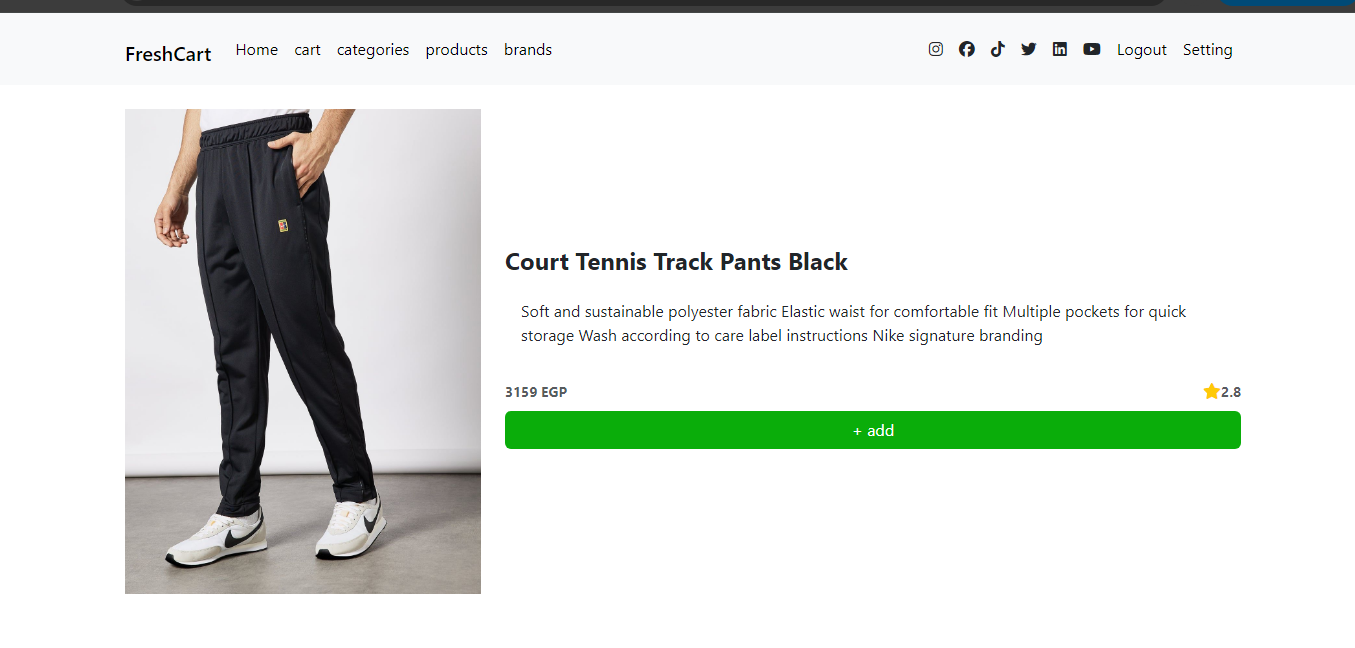 FreshCart Home cart categories products brands Logout Setting
Court Tennis Track Pants Black
Soft and sustainable polyester fabric Elastic waist for comfortable fit Multiple pockets for quick
storage Wash according to care label instructions Nike signature branding
3159 EGP 2.8
+ add